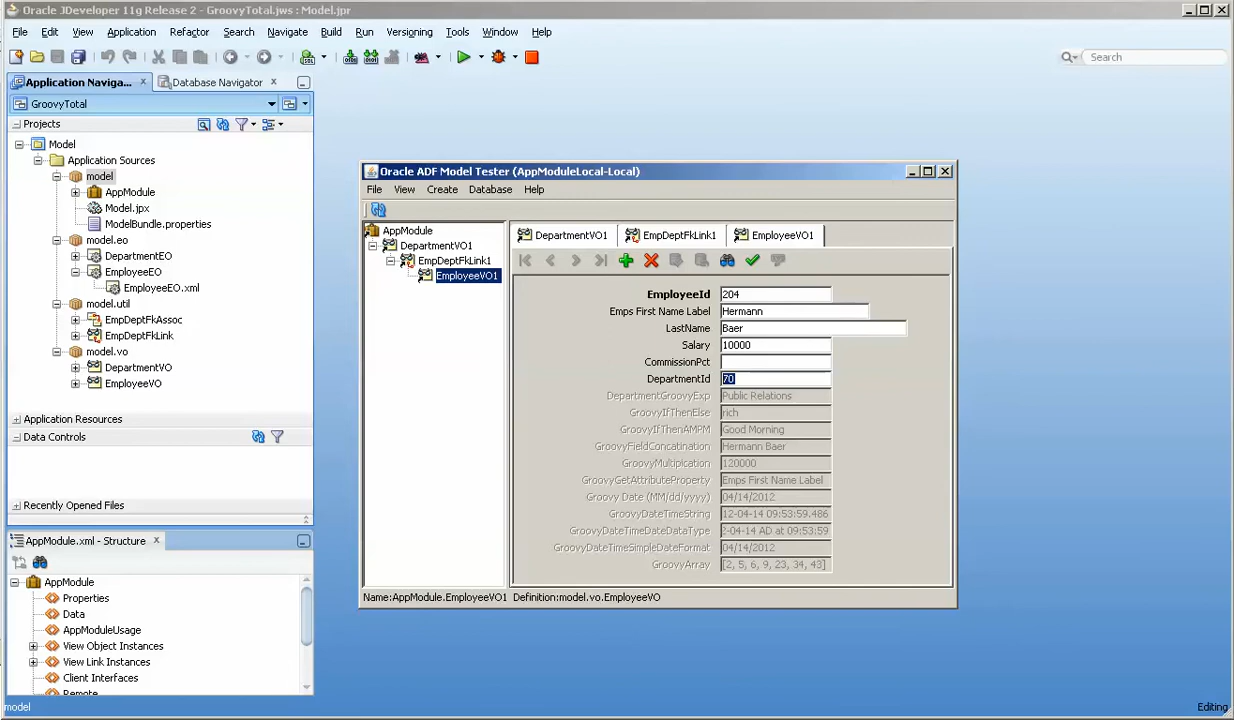 Oracle JDeveloper 11g Release 2 - GroovyTotal.jws : Model.jpr
File Edit View Application Refactor Search Navigate Build Run Versioning Tools Window Help
Search
Application Naviga...
Database Navigator
GroovyTotal
Projects
Model
Application Sources
model
AppModule
Model.jpx
ModelBundle.properties
model.eo
DepartmentEO
EmployeeEO
EmployeeEO.xml
model.util
EmpDeptFkAssoc
EmpDeptFkLink
model.vo
DepartmentVO
EmployeeVO
Application Resources
Data Controls
Recently Opened Files
AppModule.xml - Structure
AppModule
Properties
Data
AppModuleUsage
View Object Instances
View Link Instances
Client Interfaces
Remote
model
Editing
Oracle ADF Model Tester (AppModuleLocal-Local)
File View Create Database Help
AppModule
DepartmentVO1
EmpDeptFkLink1
EmployeeVO1
DepartmentVO1
EmpDeptFkLink1
EmployeeVO1
EmployeeId 204
Emps First Name Label Hermann
LastName Baer
Salary 10000
CommissionPct
DepartmentId 70
DepartmentGroovyExp Public Relations
GroovyIfThenElse rich
GroovyIfThenAMPM Good Morning
GroovyFieldConcatination Hermann Baer
GroovyMultipication 120000
GroovyGetAttributeProperty Emps First Name Label
Groovy Date (MM/dd/yyyy) 04/14/2012
GroovyDateTimeString 12-04-14 09:53:59.486
GroovyDateTimeDateDataType 2-04-14 AD at 09:53:59
GroovyDateTimeSimpleDateFormat 04/14/2012
GroovyArray [2, 5, 6, 9, 23, 34, 43]
Name:AppModule.EmployeeVO1 Definition:model.vo.EmployeeVO